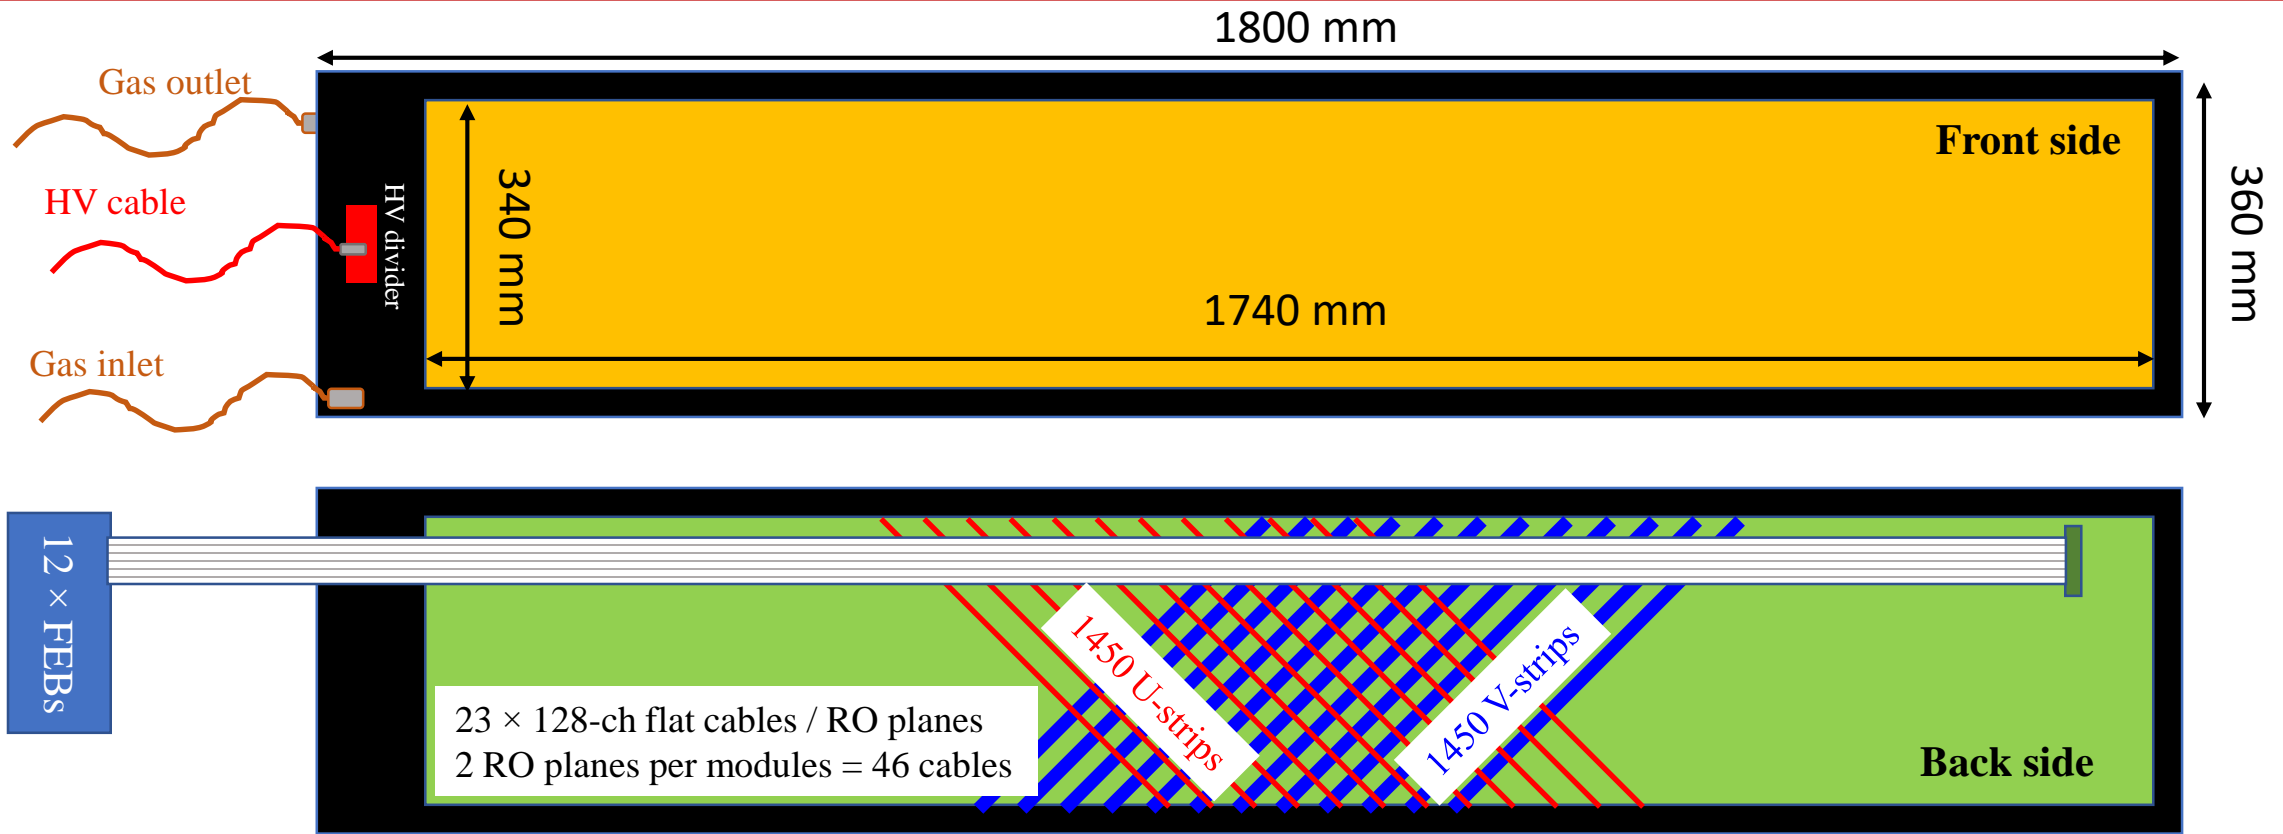 1800 mm
Gas outlet
Front side
HV cable
HV divider
340 mm
360 mm
1740 mm
Gas inlet
12 × FEBs
1450 U-strips
1450 V-strips
23 × 128-ch flat cables / RO planes
2 RO planes per modules = 46 cables
Back side